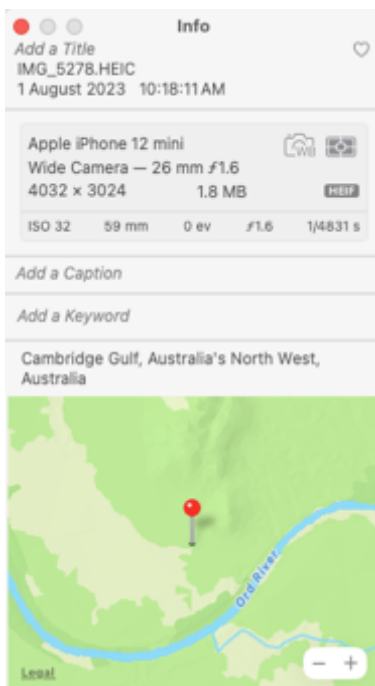 Info
Add a Title
IMG_5278.HEIC
1 August 2023 10:18:11 AM
Apple iPhone 12 mini
WB
Wide Camera — 26 mm ƒ1.6
4032 × 3024 1.8 MB
HEIF
ISO 32 59 mm 0 ev ƒ1.6 1/4831 s
Add a Caption
Add a Keyword
Cambridge Gulf, Australia's North West,
Australia
Ord River
Legal